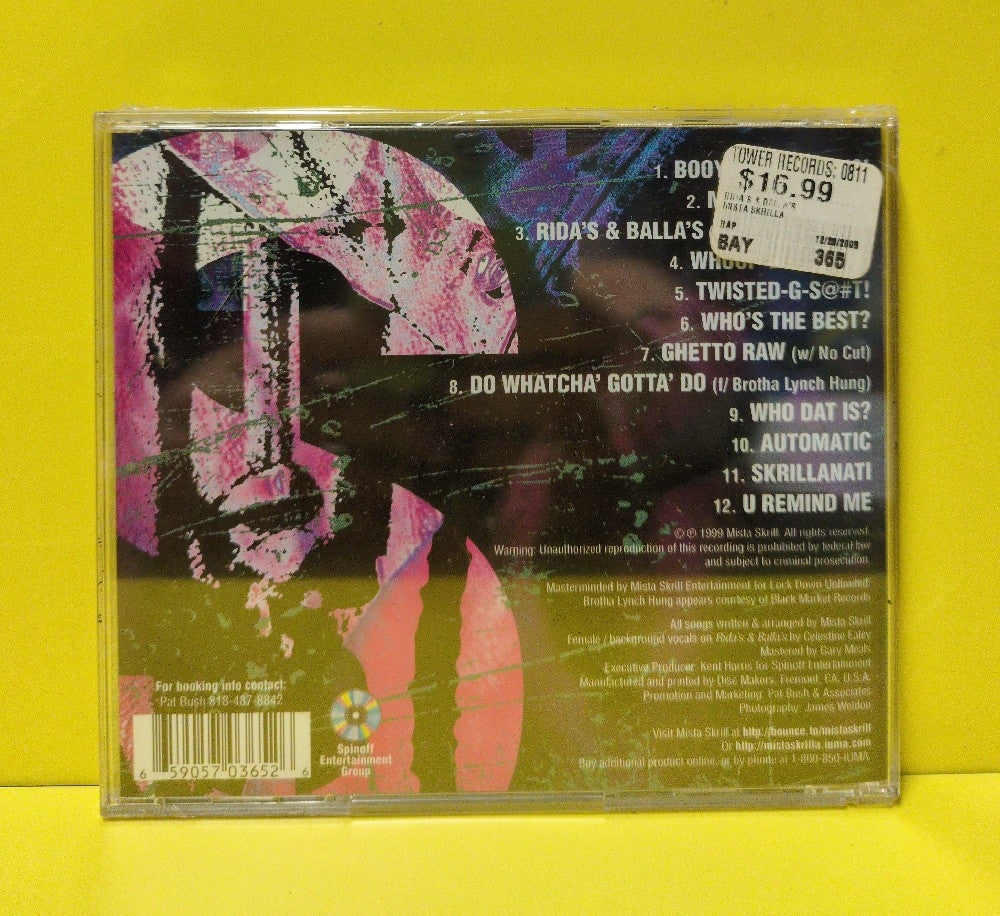 TOWER RECORDS: 0811
$16.99
MISTA SKRILLA
RAP
BAY 365
1. BOOY
2.
3. RIDA'S & BALLA'S
4.
5. TWISTED-G-S@#T!
6. WHO'S THE BEST?
7. GHETTO RAW (w/ No Cut)
8. DO WHATCHA' GOTTA' DO (f/ Brotha Lynch Hung)
9. WHO DAT IS?
10. AUTOMATIC
11. SKRILLANATI
12. U REMIND ME
© ℗ 1999 Mista Skrill. All rights reserved.
Warning: Unauthorized reproduction of this recording is prohibited by federal law
and subject to criminal prosecution.
Masterminded by Mista Skrill Entertainment for Lock Down Unlimited.
Brotha Lynch Hung appears courtesy of Black Market Records
All songs written & arranged by Mista Skrill
Female / background vocals on Rida's & Balla's by Celestine Ealey
Mastered by Gary Meals
Executive Producer: Kent Harris for Spinoff Entertainment
Manufactured and printed by Disc Makers, Fremont, CA, U.S.A.
Promotion and Marketing: Pat Bush & Associates
Photography: James Weldon
Visit Mista Skrill at http://bounce.to/mistaskrill
Or http://mistaskrilla.iuma.com
Buy additional product online, or by phone at 1-800-850-IUMA
For booking info contact:
Pat Bush 818-487-8842
6 59057 03652 6
Spinoff
Entertainment
Group